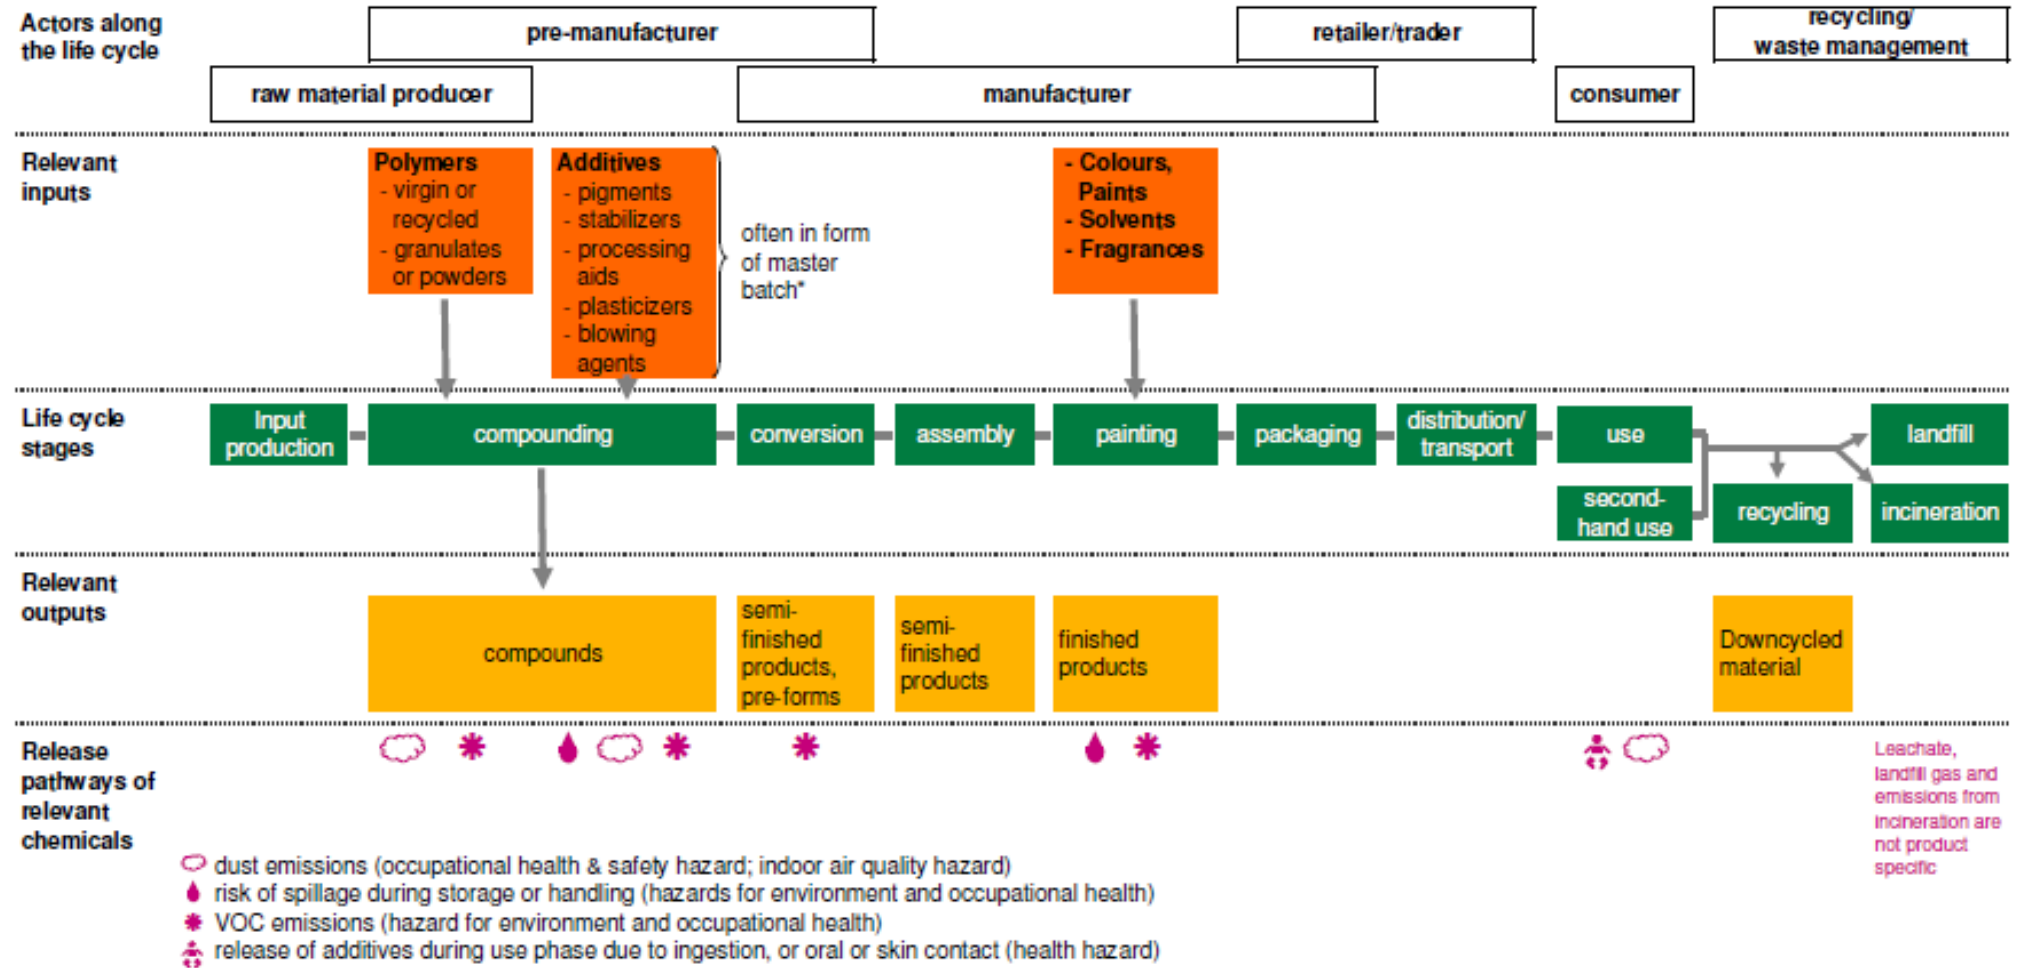 Actors along
the life cycle
pre-manufacturer
retailer/trader
recycling/
waste management
raw material producer
manufacturer
consumer
Relevant
inputs
Polymers
- virgin or
recycled
- granulates
or powders
Additives
- pigments
- stabilizers
- processing
aids
- plasticizers
- blowing
agents
often in form
of master
batch*
- Colours,
Paints
- Solvents
- Fragrances
Life cycle
stages
Input
production
compounding
conversion
assembly
painting
packaging
distribution/
transport
use
landfill
second-
hand use
recycling
incineration
Relevant
outputs
compounds
semi-
finished
products,
pre-forms
semi-
finished
products
finished
products
Downcycled
material
Release
pathways of
relevant
chemicals
Leachate,
landfill gas and
emissions from
incineration are
not product
specific
dust emissions (occupational health & safety hazard; indoor air quality hazard)
risk of spillage during storage or handling (hazards for environment and occupational health)
VOC emissions (hazard for environment and occupational health)
release of additives during use phase due to ingestion, or oral or skin contact (health hazard)